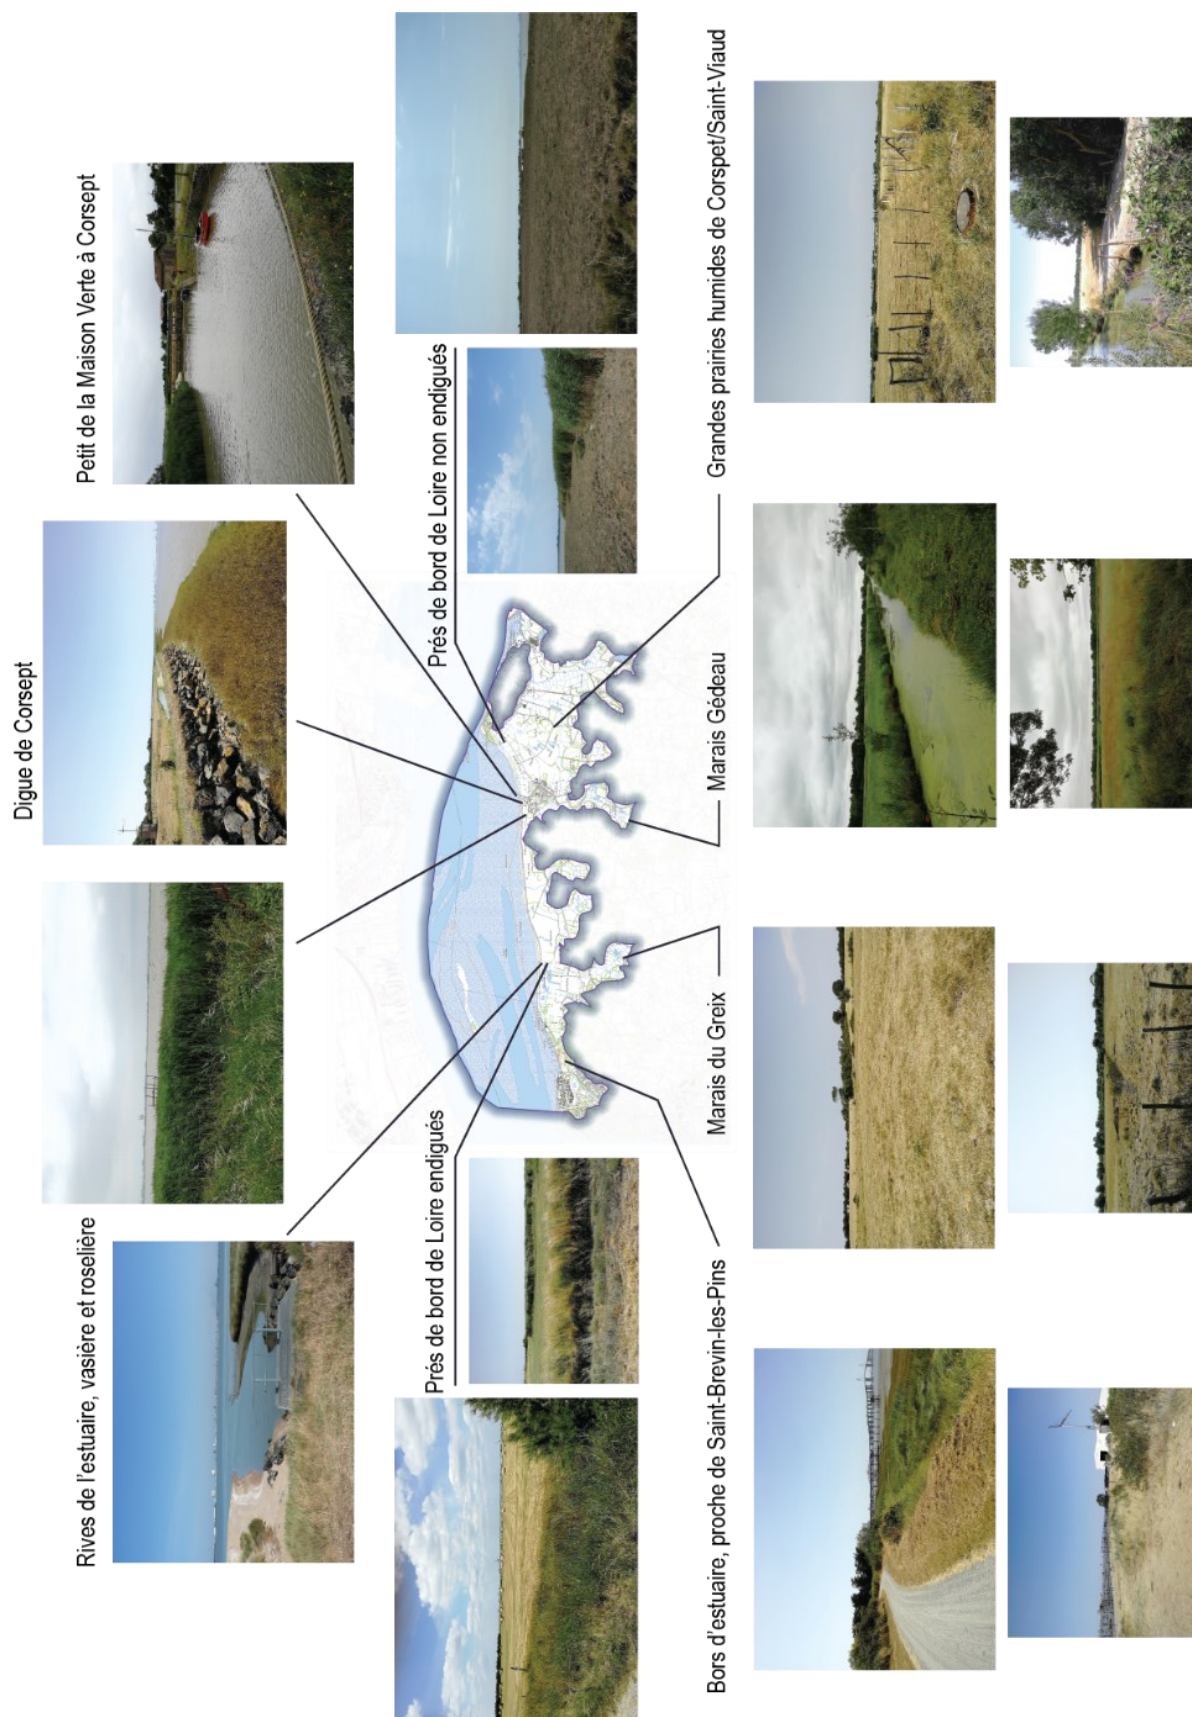 Rives de l'estuaire, vasière et roselière
Digue de Corsept
Petit de la Maison Verte à Corsept
Prés de bord de Loire endigués
Prés de bord de Loire non endigués
Bors d'estuaire, proche de Saint-Brevin-les-Pins
Marais du Greix
Marais Gédeau
Grandes prairies humides de Corspet/Saint-Viaud